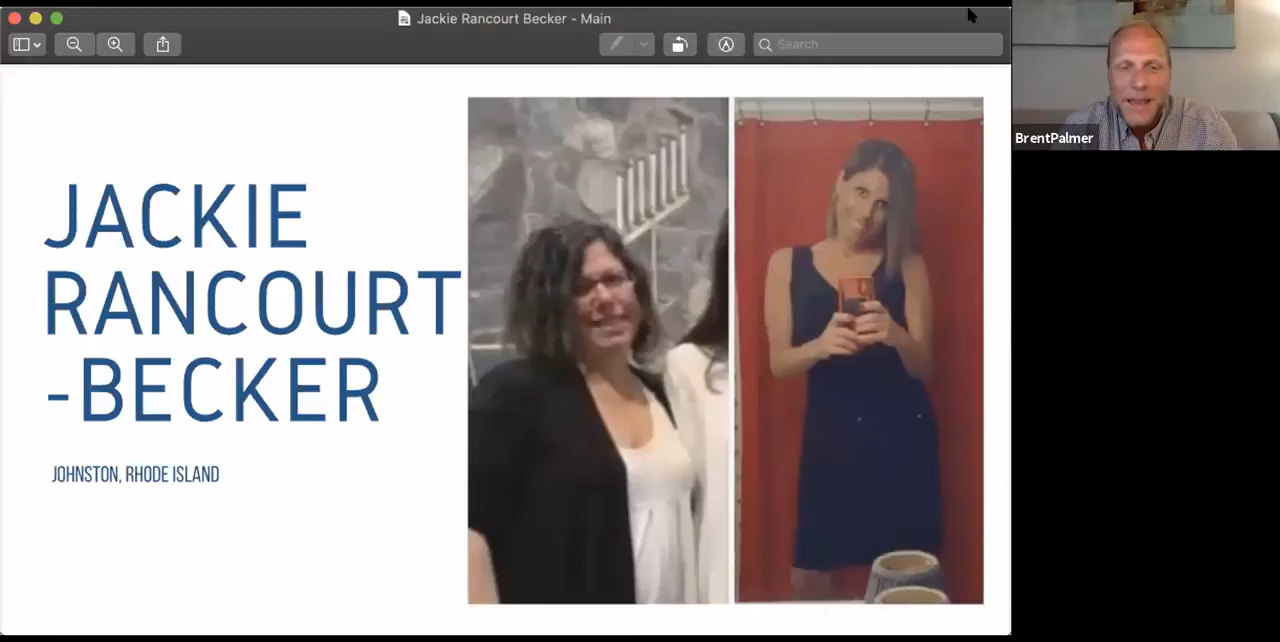 Jackie Rancourt Becker - Main
Search
BrentPalmer
JACKIE
RANCOURT
-BECKER
JOHNSTON, RHODE ISLAND